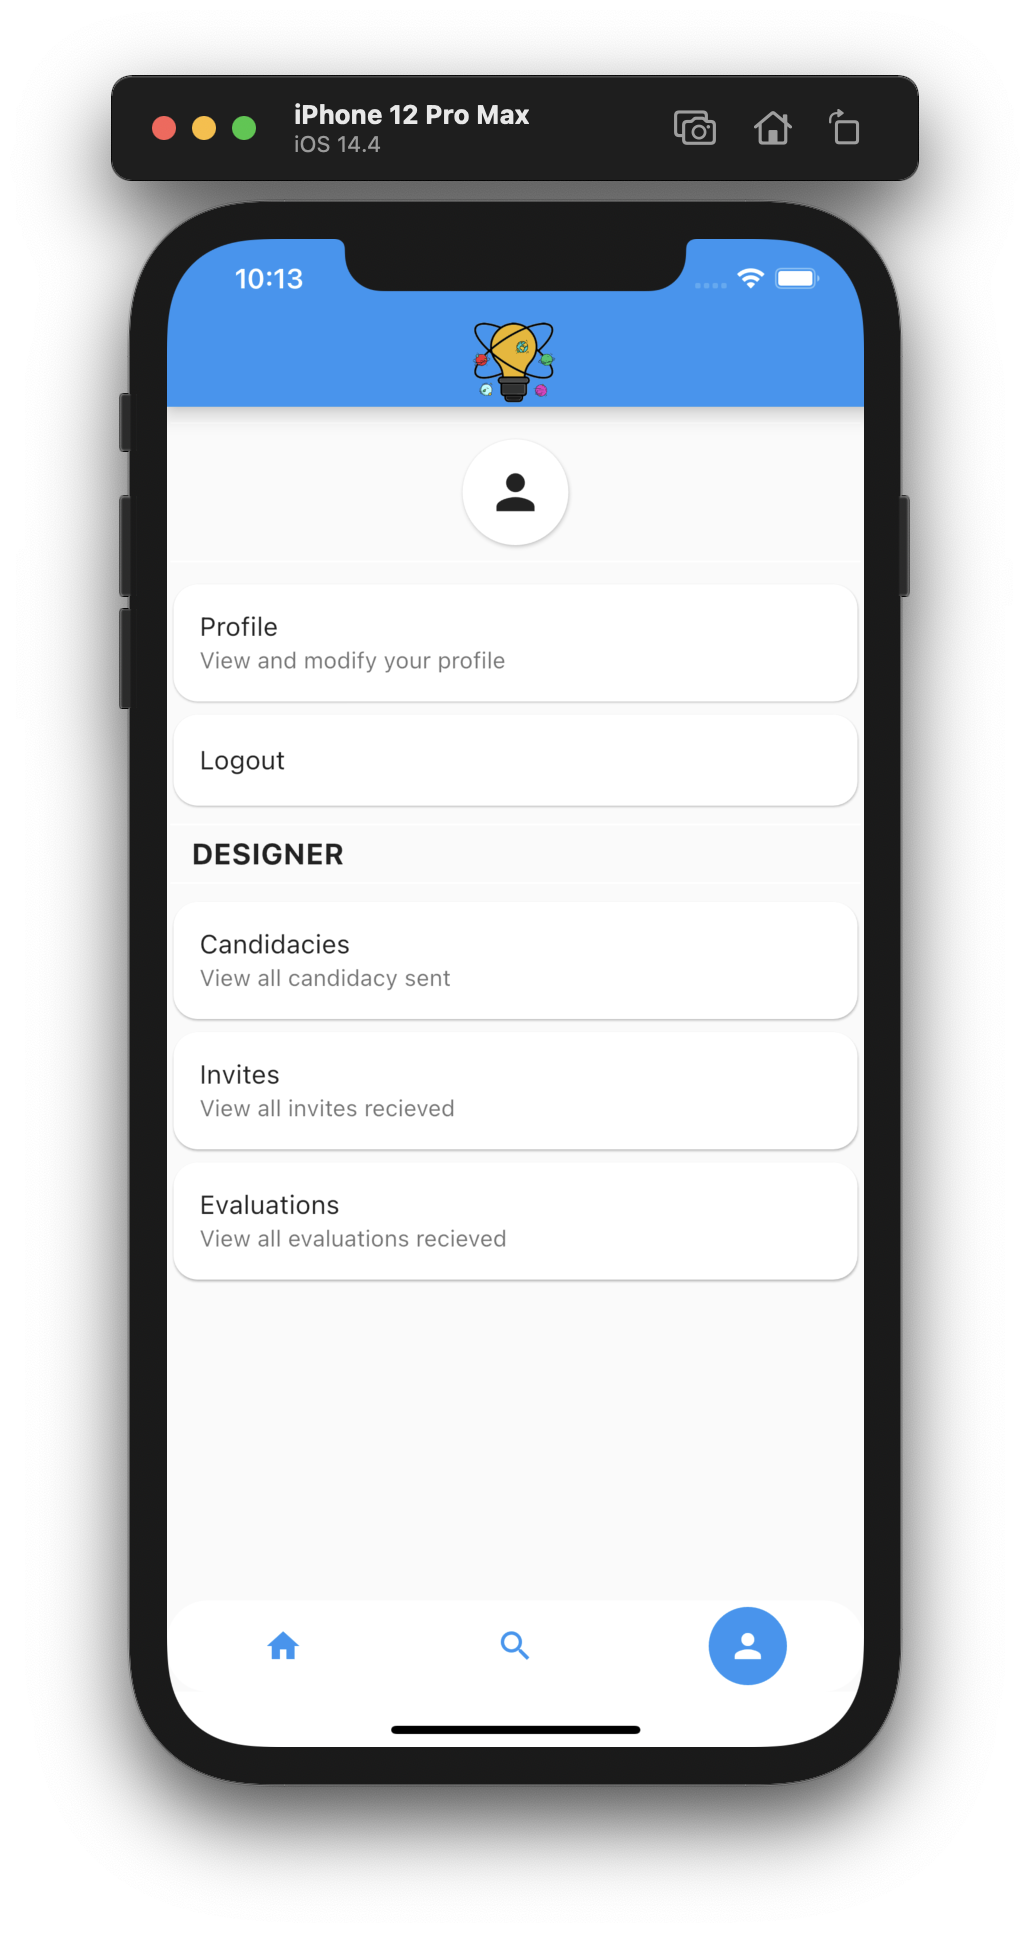 iPhone 12 Pro Max
iOS 14.4
10:13
Profile
View and modify your profile
Logout
DESIGNER
Candidacies
View all candidacy sent
Invites
View all invites recieved
Evaluations
View all evaluations recieved